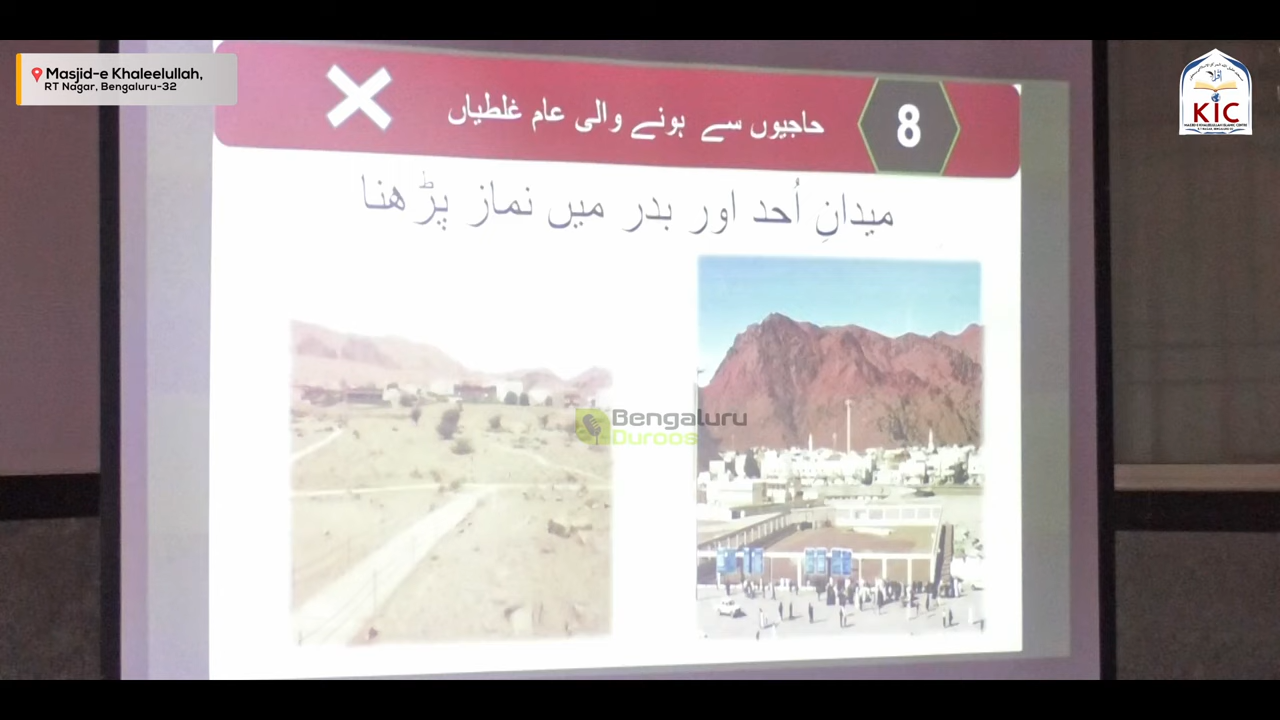 Masjid-e Khaleelullah,
RT Nagar, Bengaluru-32
حاجیوں سے ہونے والی عام غلطیاں
8
میدانِ اُحد اور بدر میں نماز پڑھنا
Bengaluru
Duroos
KIC